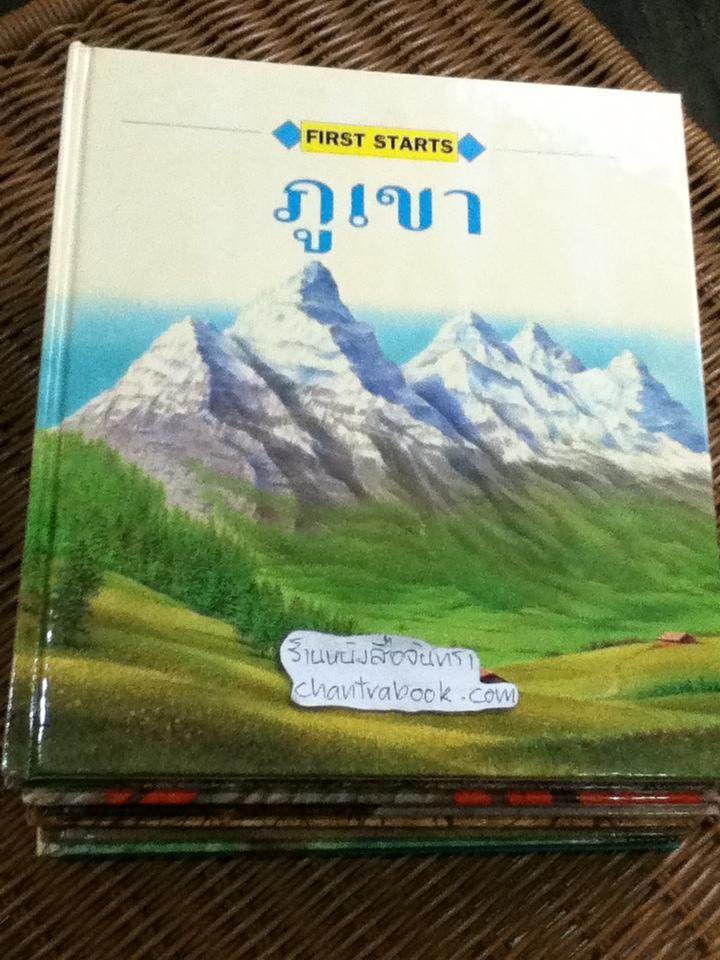 FIRST STARTS
ภูเขา
ร้านหนังสือจันทรา
chantrabook.com